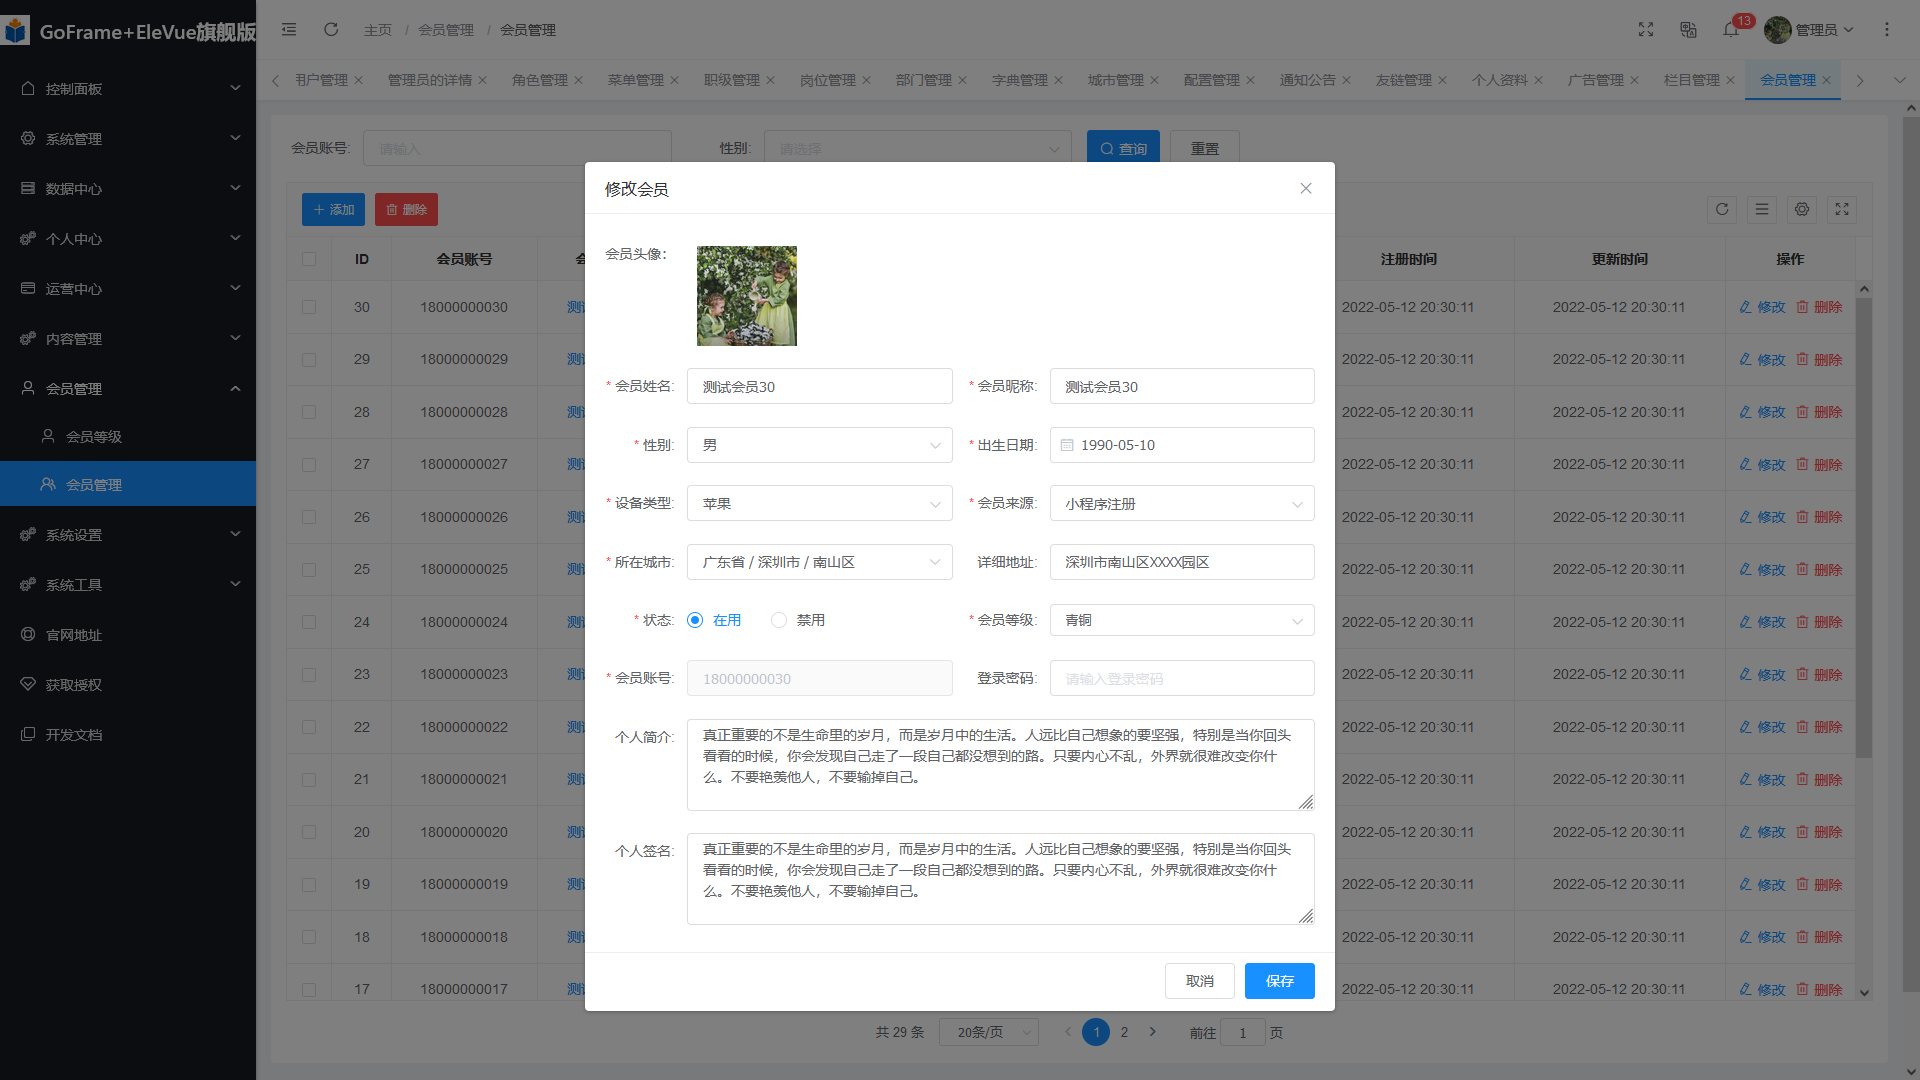 GoFrame+EleVue旗舰版
主页 / 会员管理 / 会员管理
13
管理员
用户管理
管理员的详情
角色管理
菜单管理
职级管理
岗位管理
部门管理
字典管理
城市管理
配置管理
通知公告
友链管理
个人资料
广告管理
栏目管理
会员管理
控制面板
系统管理
数据中心
个人中心
运营中心
内容管理
会员管理
会员等级
会员管理
系统设置
系统工具
官网地址
获取授权
开发文档
会员账号: 请输入
性别: 请选择
查询
重置
添加
删除
ID 会员账号 注册时间 更新时间 操作
30 18000000030 测试 2022-05-12 20:30:11 2022-05-12 20:30:11 修改 删除
29 18000000029 测试 2022-05-12 20:30:11 2022-05-12 20:30:11 修改 删除
28 18000000028 测试 2022-05-12 20:30:11 2022-05-12 20:30:11 修改 删除
27 18000000027 测试 2022-05-12 20:30:11 2022-05-12 20:30:11 修改 删除
26 18000000026 测试 2022-05-12 20:30:11 2022-05-12 20:30:11 修改 删除
25 18000000025 测试 2022-05-12 20:30:11 2022-05-12 20:30:11 修改 删除
24 18000000024 测试 2022-05-12 20:30:11 2022-05-12 20:30:11 修改 删除
23 18000000023 测试 2022-05-12 20:30:11 2022-05-12 20:30:11 修改 删除
22 18000000022 测试 2022-05-12 20:30:11 2022-05-12 20:30:11 修改 删除
21 18000000021 测试 2022-05-12 20:30:11 2022-05-12 20:30:11 修改 删除
20 18000000020 测试 2022-05-12 20:30:11 2022-05-12 20:30:11 修改 删除
19 18000000019 测试 2022-05-12 20:30:11 2022-05-12 20:30:11 修改 删除
18 18000000018 测试 2022-05-12 20:30:11 2022-05-12 20:30:11 修改 删除
17 18000000017 测试 2022-05-12 20:30:11 2022-05-12 20:30:11 修改 删除
共 29 条 20条/页 1 2 前往 1 页
修改会员
会员头像:
* 会员姓名: 测试会员30
* 会员昵称: 测试会员30
* 性别: 男
* 出生日期: 1990-05-10
* 设备类型: 苹果
* 会员来源: 小程序注册
* 所在城市: 广东省 / 深圳市 / 南山区
详细地址: 深圳市南山区XXXX园区
* 状态: 在用 禁用
* 会员等级: 青铜
* 会员账号: 18000000030
登录密码: 请输入登录密码
个人简介: 真正重要的不是生命里的岁月，而是岁月中的生活。人远比自己想象的要坚强，特别是当你回头
看看的时候，你会发现自己走了一段自己都没想到的路。只要内心不乱，外界就很难改变你什
么。不要艳羡他人，不要输掉自己。
个人签名: 真正重要的不是生命里的岁月，而是岁月中的生活。人远比自己想象的要坚强，特别是当你回头
看看的时候，你会发现自己走了一段自己都没想到的路。只要内心不乱，外界就很难改变你什
么。不要艳羡他人，不要输掉自己。
取消
保存